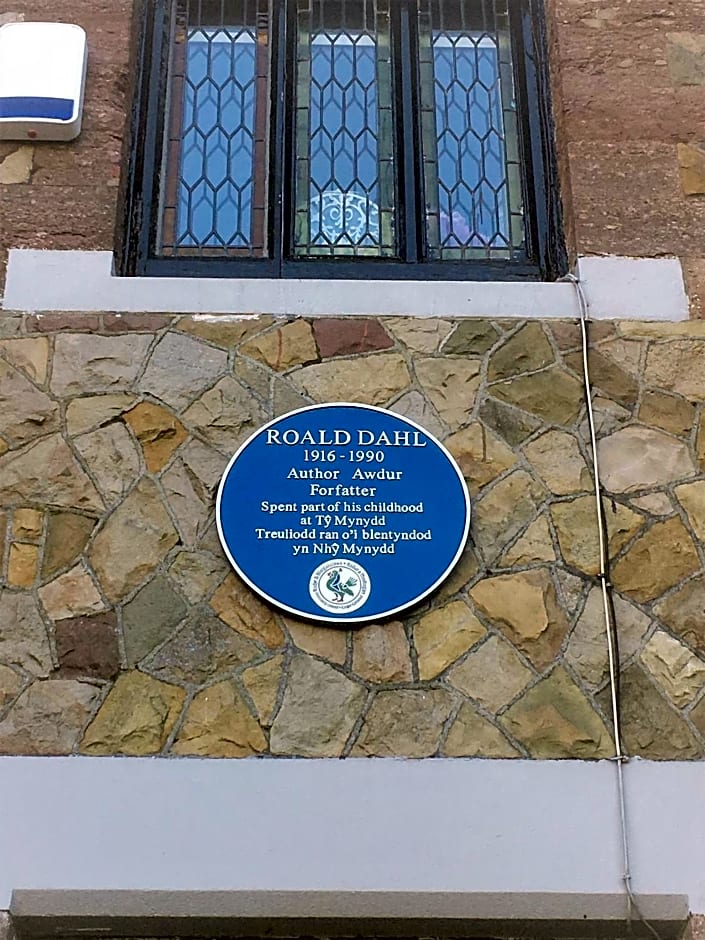 ROALD DAHL
1916 - 1990
Author Awdur
Forfatter
Spent part of his childhood
at Tŷ Mynydd
Treuliodd ran o'i blentyndod
yn Nhŷ Mynydd